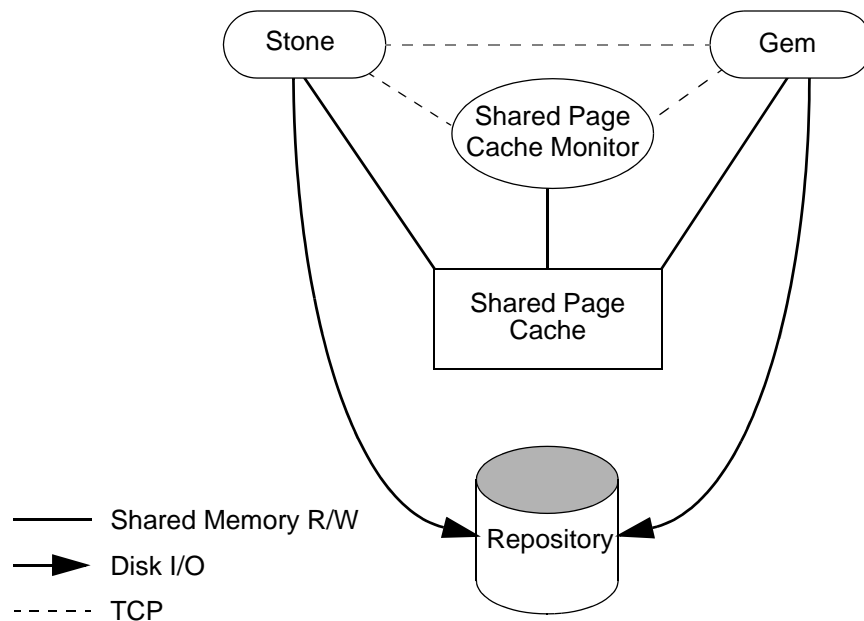 Stone
Gem
Shared Page
Cache Monitor
Shared Page
Cache
Repository
Shared Memory R/W
Disk I/O
TCP